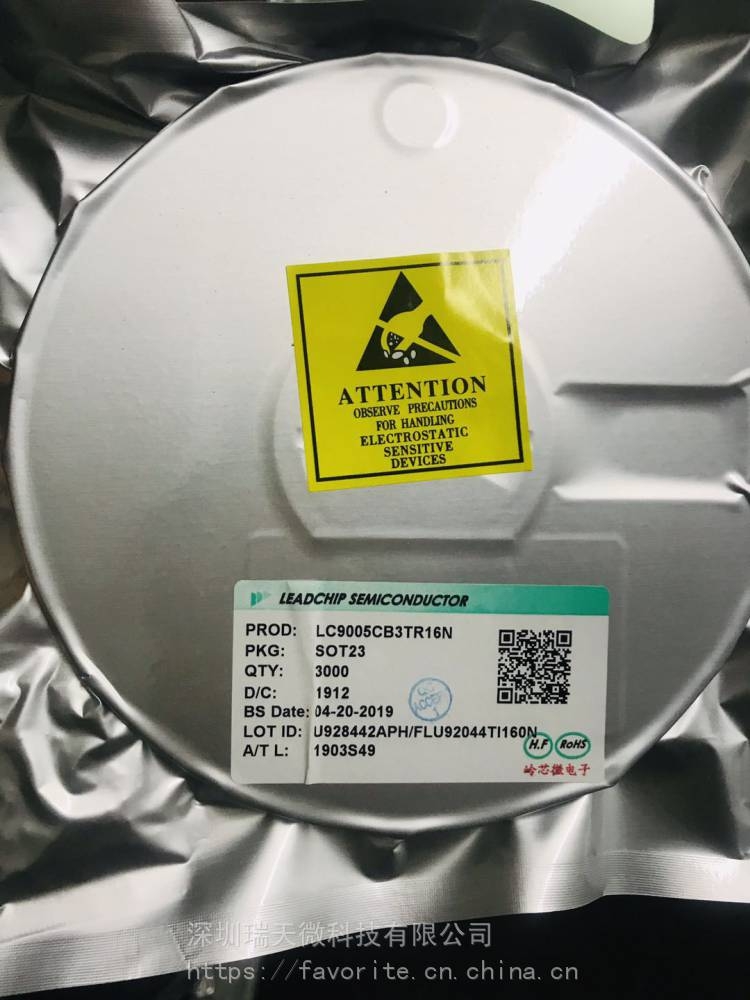 ATTENTION
OBSERVE PRECAUTIONS
FOR HANDLING
ELECTROSTATIC
SENSITIVE
DEVICES
LEADCHIP SEMICONDUCTOR
PROD: LC9005CB3TR16N
PKG: SOT23
QTY: 3000
D/C: 1912
BS Date: 04-20-2019
LOT ID: U928442APH/FLU92044TI160N
A/T L: 1903S49
ACCEPT
H.F RoHS
岭芯微电子
深圳瑞天微科技有限公司
https://favorite.cn.china.cn